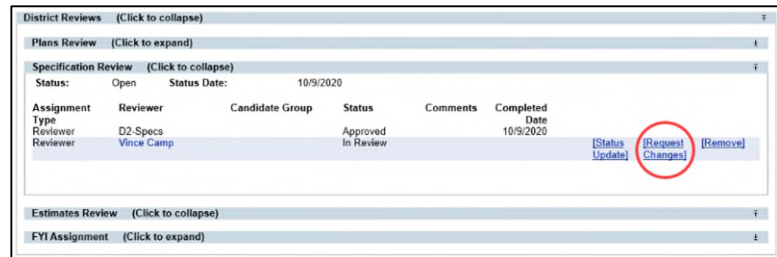 District Reviews (Click to collapse)
Plans Review (Click to expand)
Specification Review (Click to collapse)
Status: Open Status Date: 10/9/2020
Assignment Type Reviewer Candidate Group Status Comments Completed Date
Reviewer D2-Specs Approved 10/9/2020
Reviewer Vince Camp In Review [Status Update] [Request Changes] [Remove]
Estimates Review (Click to collapse)
FYI Assignment (Click to expand)